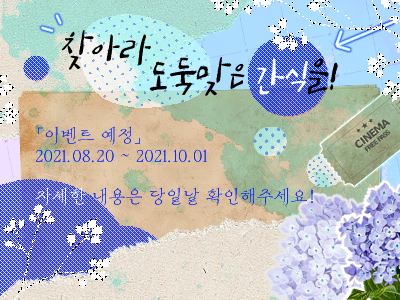 찾아라
도둑맞은 간식을!
「이벤트 예정」
2021.08.20 ~ 2021.10.01
자세한 내용은 당일날 확인해주세요!
CINEMA
FREE PASS